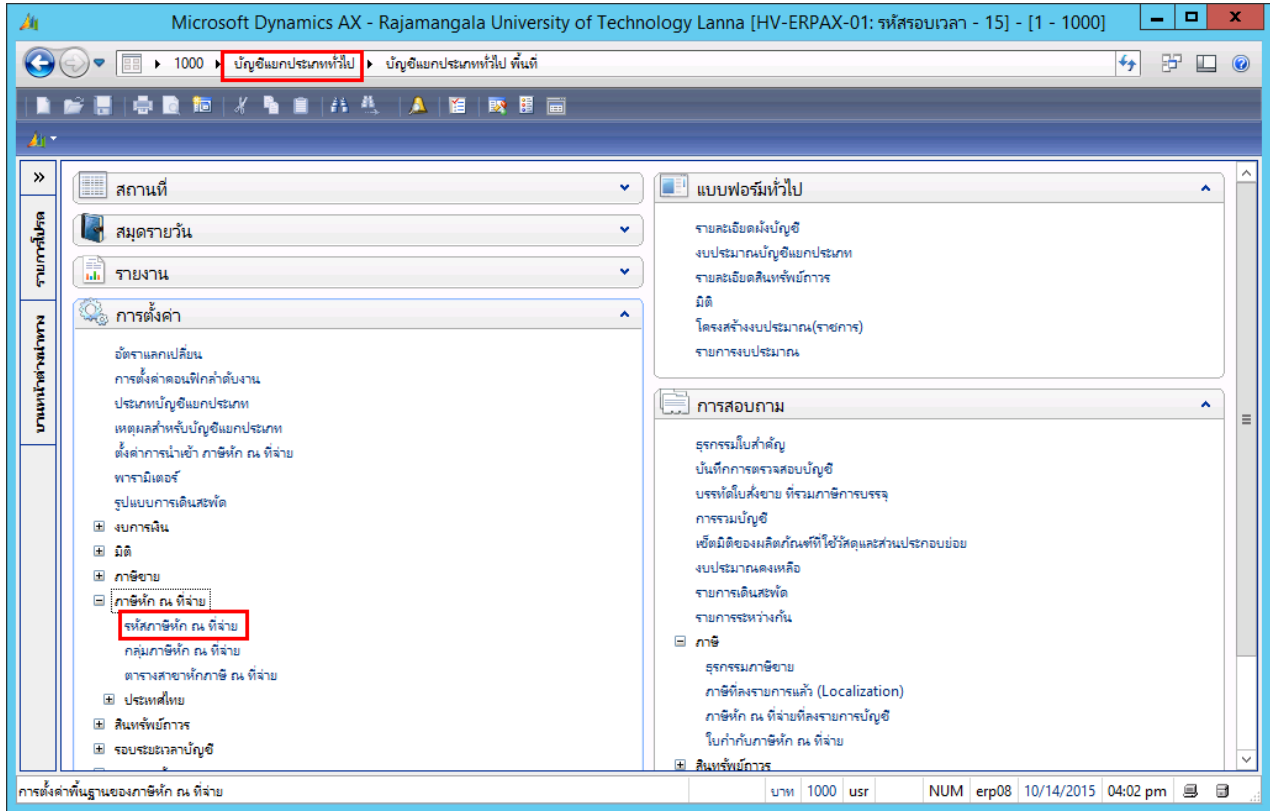 Microsoft Dynamics AX - Rajamangala University of Technology Lanna [HV-ERPAX-01: รหัสรอบเวลา - 15] - [1 - 1000]
1000 บัญชีแยกประเภททั่วไป บัญชีแยกประเภททั่วไป พื้นที่
รายการโปรด
บานหน้าต่างนำทาง
สถานที่
สมุดรายวัน
รายงาน
การตั้งค่า
อัตราแลกเปลี่ยน
การตั้งค่าคอนฟิกลำดับงาน
ประเภทบัญชีแยกประเภท
เหตุผลสำหรับบัญชีแยกประเภท
ตั้งค่าการนำเข้า ภาษีหัก ณ ที่จ่าย
พารามิเตอร์
รูปแบบการเดินสะพัด
งบการเงิน
มิติ
ภาษีขาย
ภาษีหัก ณ ที่จ่าย
รหัสภาษีหัก ณ ที่จ่าย
กลุ่มภาษีหัก ณ ที่จ่าย
ตารางสาขาหักภาษี ณ ที่จ่าย
ประเทศไทย
สินทรัพย์ถาวร
รอบระยะเวลาบัญชี
แบบฟอร์มทั่วไป
รายละเอียดผังบัญชี
งบประมาณบัญชีแยกประเภท
รายละเอียดสินทรัพย์ถาวร
มิติ
โครงสร้างงบประมาณ(ราชการ)
รายการงบประมาณ
การสอบถาม
ธุรกรรมใบสำคัญ
บันทึกการตรวจสอบบัญชี
บรรทัดใบสั่งขาย ที่รวมภาษีการบรรจุ
การรวมบัญชี
เซ็ตมิติของผลิตภัณฑ์ที่ใช้วัสดุและส่วนประกอบย่อย
งบประมาณคงเหลือ
รายการเดินสะพัด
รายการระหว่างกัน
ภาษี
ธุรกรรมภาษีขาย
ภาษีที่ลงรายการแล้ว (Localization)
ภาษีหัก ณ ที่จ่ายที่ลงรายการบัญชี
ใบกำกับภาษีหัก ณ ที่จ่าย
สินทรัพย์ถาวร
การตั้งค่าพื้นฐานของภาษีหัก ณ ที่จ่าย บาท 1000 usr NUM erp08 10/14/2015 04:02 pm